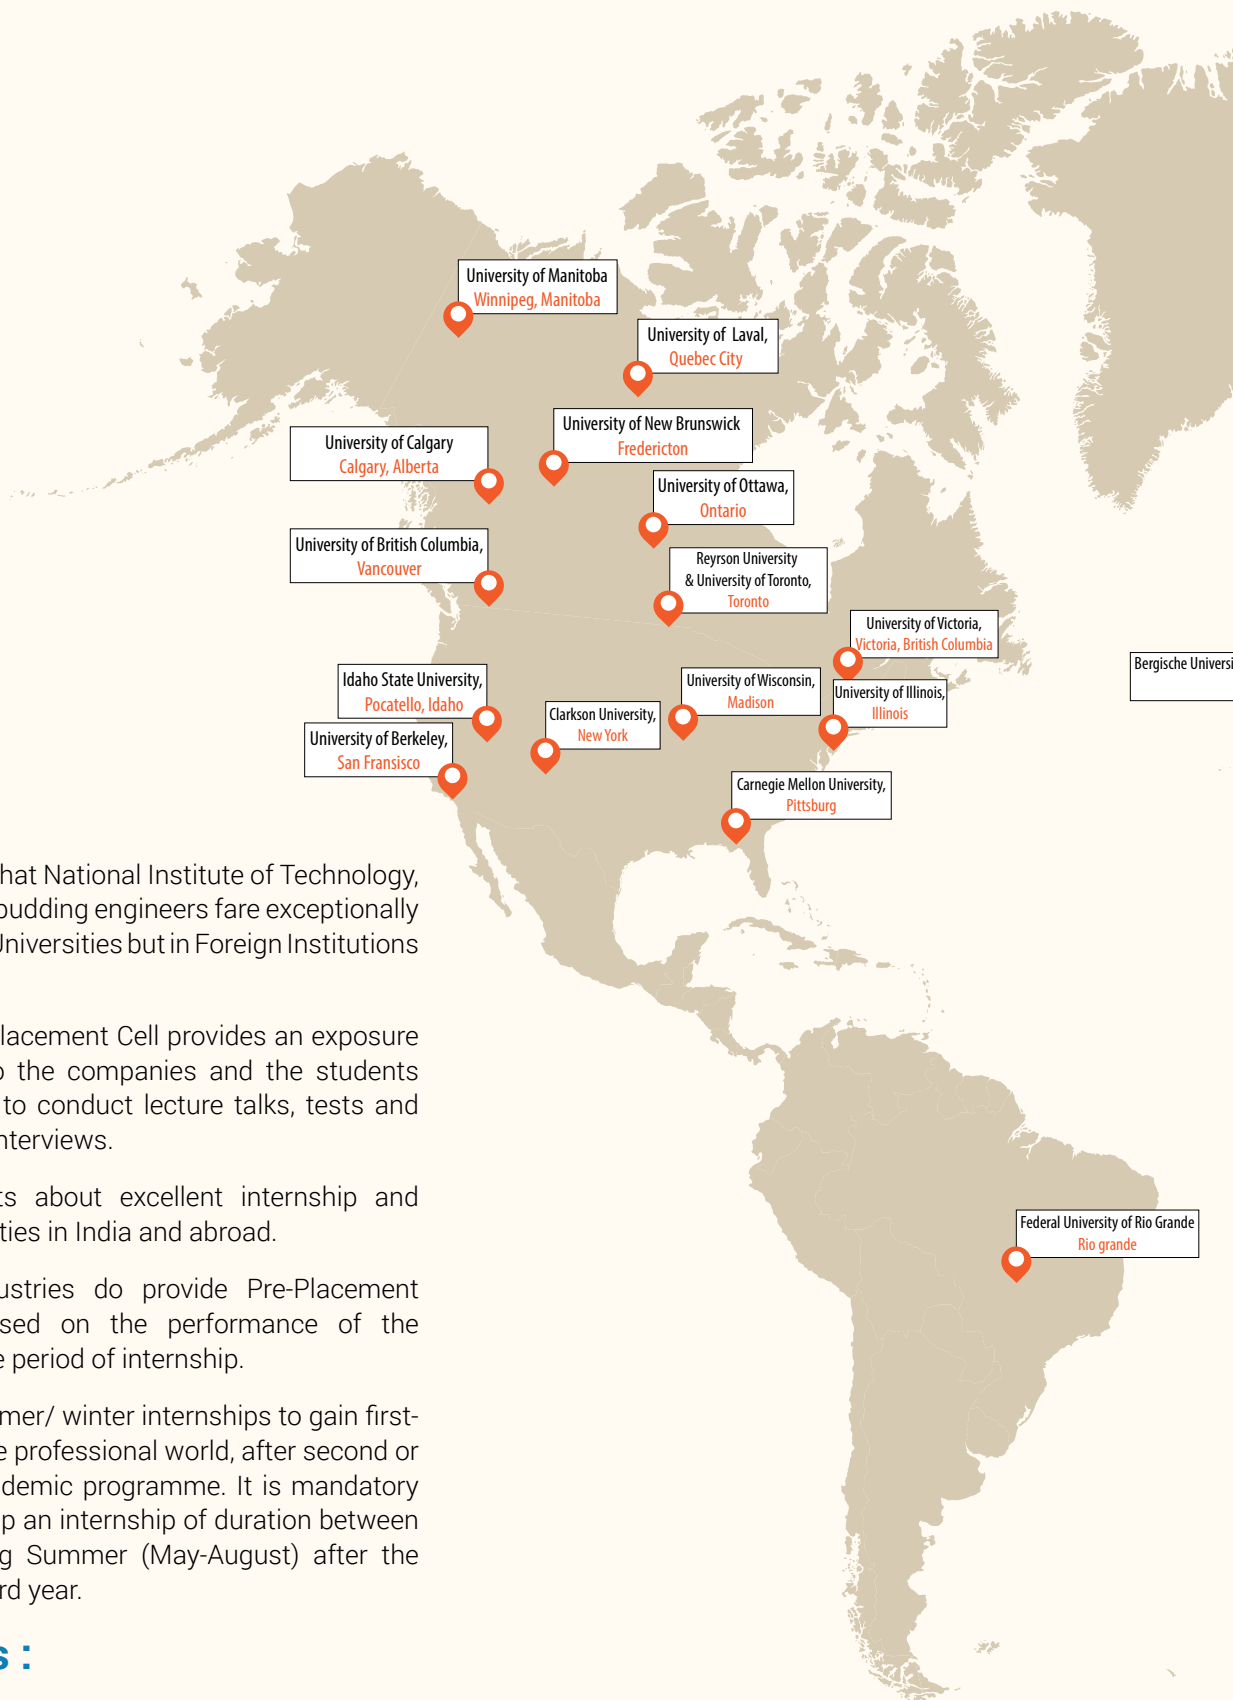 University of Manitoba
Winnipeg, Manitoba
University of Laval,
Quebec City
University of New Brunswick
Fredericton
University of Calgary
Calgary, Alberta
University of Ottawa,
Ontario
University of British Columbia,
Vancouver
Reyrson University
& University of Toronto,
Toronto
University of Victoria,
Victoria, British Columbia
Bergische Universi
Idaho State University,
Pocatello, Idaho
University of Wisconsin,
Madison
University of Illinois,
Illinois
Clarkson University,
New York
University of Berkeley,
San Fransisco
Carnegie Mellon University,
Pittsburg
hat National Institute of Technology,
budding engineers fare exceptionally
Universities but in Foreign Institutions
lacement Cell provides an exposure
o the companies and the students
to conduct lecture talks, tests and
nterviews.
ts about excellent internship and
ties in India and abroad.
ustries do provide Pre-Placement
sed on the performance of the
e period of internship.
mer/ winter internships to gain first-
e professional world, after second or
demic programme. It is mandatory
p an internship of duration between
g Summer (May-August) after the
rd year.
s :
Federal University of Rio Grande
Rio grande